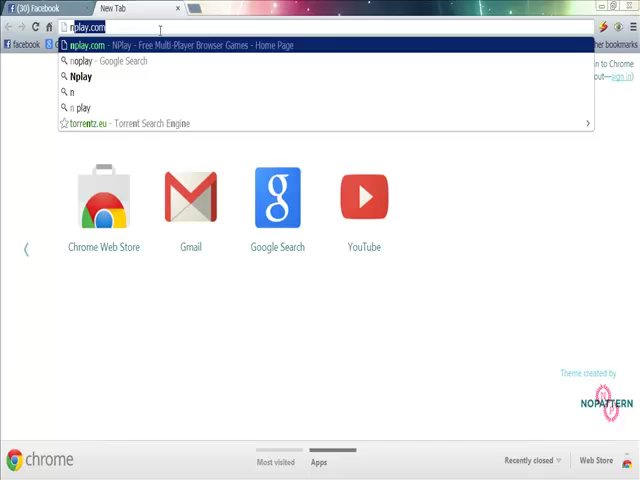 (30) Facebook
New Tab
nplay.com
facebook
nplay.com - NPlay - Free Multi-Player Browser Games - Home Page
noplay - Google Search
n to Chrome
Nplay
out—sign in)
n
n play
torrentz.eu - Torrent Search Engine
Chrome Web Store
Gmail
Google Search
YouTube
Theme created by
NOPATTERN
chrome
Most visited
Apps
Recently closed
Web Store